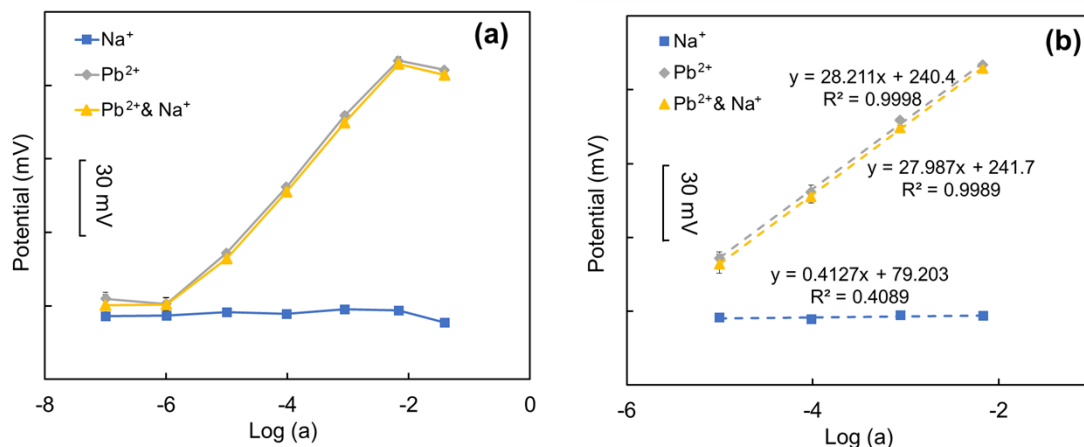 (a)
Na⁺
Pb²⁺
Pb²⁺& Na⁺
30 mV
Potential (mV)
-8
-6
-4
-2
0
Log (a)
(b)
Na⁺
Pb²⁺
Pb²⁺& Na⁺
y = 28.211x + 240.4
R² = 0.9998
y = 27.987x + 241.7
R² = 0.9989
y = 0.4127x + 79.203
R² = 0.4089
30 mV
Potential (mV)
-6
-4
-2
Log (a)